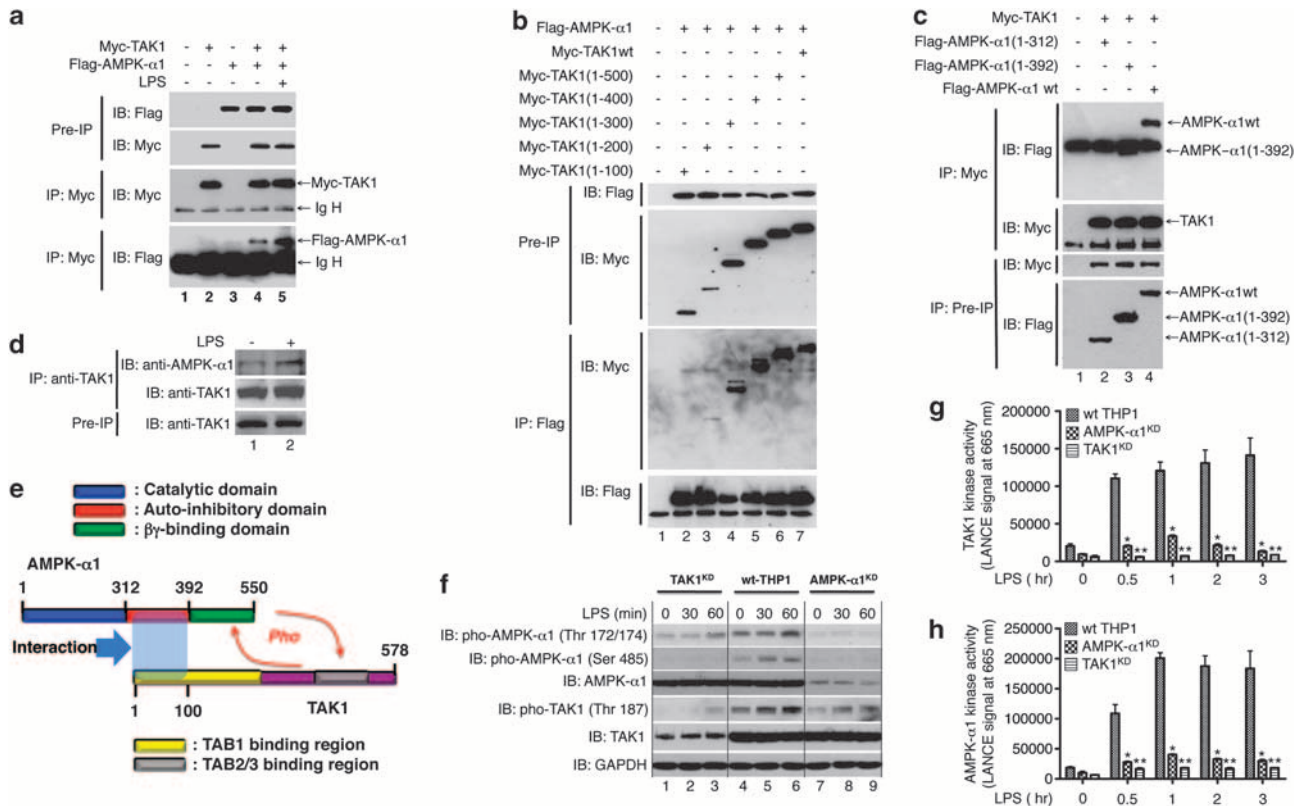 a
Myc-TAK1 - + - + +
Flag-AMPK-α1 - - + + +
LPS - - - - +
Pre-IP
IB: Flag
IB: Myc
IP: Myc
IB: Myc
←Myc-TAK1
← Ig H
IP: Myc
IB: Flag
←Flag-AMPK-α1
← Ig H
1 2 3 4 5
b
Flag-AMPK-α1 - + + + + + +
Myc-TAK1wt - - - - - - +
Myc-TAK1(1-500) - - - - - + -
Myc-TAK1(1-400) - - - - + - -
Myc-TAK1(1-300) - - - + - - -
Myc-TAK1(1-200) - - + - - - -
Myc-TAK1(1-100) - + - - - - -
Pre-IP
IB: Flag
IB: Myc
IP: Flag
IB: Myc
IB: Flag
1 2 3 4 5 6 7
c
Myc-TAK1 - + + +
Flag-AMPK-α1(1-312) - + - -
Flag-AMPK-α1(1-392) - - + -
Flag-AMPK-α1 wt - - - +
IP: Myc
IB: Flag
←AMPK-α1wt
←AMPK-α1(1-392)
IB: Myc
←TAK1
IP: Pre-IP
IB: Myc
IB: Flag
←AMPK-α1wt
←AMPK-α1(1-392)
←AMPK-α1(1-312)
1 2 3 4
d
LPS - +
IP: anti-TAK1
IB: anti-AMPK-α1
IB: anti-TAK1
Pre-IP
IB: anti-TAK1
1 2
e
: Catalytic domain
: Auto-inhibitory domain
: βγ-binding domain
AMPK-α1
1 312 392 550
Interaction
Pho
578
1 100
TAK1
: TAB1 binding region
: TAB2/3 binding region
f
TAK1KD wt-THP1 AMPK-α1KD
LPS (min) 0 30 60 0 30 60 0 30 60
IB: pho-AMPK-α1 (Thr 172/174)
IB: pho-AMPK-α1 (Ser 485)
IB: AMPK-α1
IB: pho-TAK1 (Thr 187)
IB: TAK1
IB: GAPDH
1 2 3 4 5 6 7 8 9
g
TAK1 kinase activity
(LANCE signal at 665 nm)
200000
150000
100000
50000
0
wt THP1
AMPK-α1KD
TAK1KD
* ** * ** * ** * **
LPS ( hr) 0 0.5 1 2 3
h
AMPK-α1 kinase activity
(LANCE signal at 665 nm)
250000
200000
150000
100000
50000
0
wt THP1
AMPK-α1KD
TAK1KD
* ** * ** * ** * **
LPS (hr) 0 0.5 1 2 3